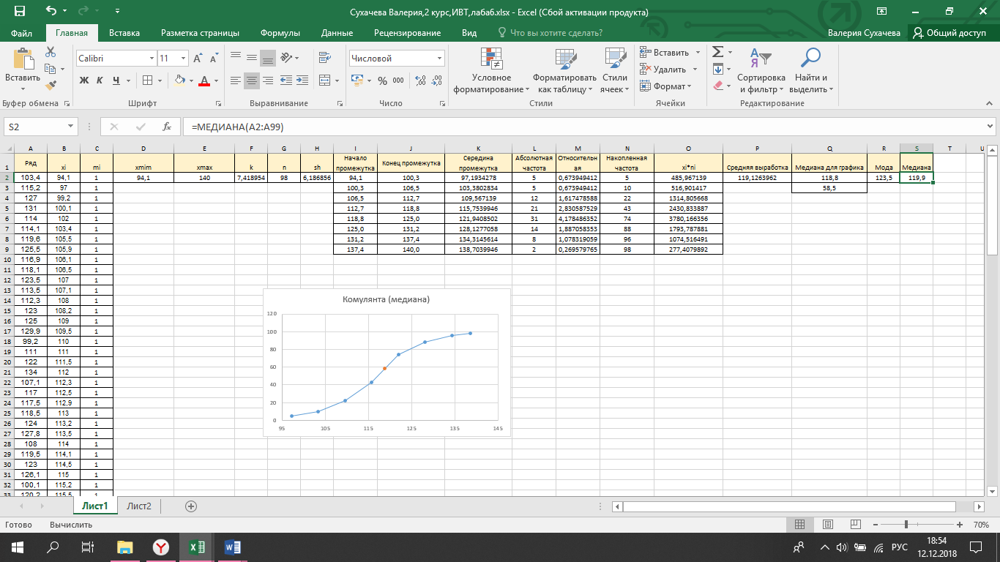 Сухачева Валерия,2 курс,ИВТ,лаба6.xlsx - Excel (Сбой активации продукта)
Файл Главная Вставка Разметка страницы Формулы Данные Рецензирование Вид Что вы хотите сделать? Валерия Сухачева Общий доступ
Вставить
Calibri 11
Ж К Ч А
Числовой
% 000
Условное форматирование
Форматировать как таблицу
Стили ячеек
Вставить
Удалить
Формат
Сортировка и фильтр
Найти и выделить
Буфер обмена Шрифт Выравнивание Число Стили Ячейки Редактирование
S2 fx =МЕДИАНА(A2:A99)
A B C D E F G H I J K L M N O P Q R S T U
1 Ряд xi mi xmim xmax k n sh Начало промежутка Конец промежутка Середина промежутка Абсолютная частота Относительн ая Накопленная частота xi*ni Средняя выработка Медиана для графика Мода Медиана
2 103,4 94,1 1 94,1 140 7,418954 98 6,186856 94,1 100,3 97,1934278 5 0,673949412 5 485,967139 119,1263962 118,8 123,5 119,9
3 115,2 97 1 100,3 106,5 103,3802834 5 0,673949412 10 516,901417 58,5
4 127 99,2 1 106,5 112,7 109,567139 12 1,617478588 22 1314,805668
5 131 100,1 1 112,7 118,8 115,7539946 21 2,830587529 43 2430,833887
6 114 102 1 118,8 125,0 121,9408502 31 4,178486352 74 3780,166356
7 114,1 103,4 1 125,0 131,2 128,1277058 14 1,887058353 88 1793,787881
8 119,6 105,5 1 131,2 137,4 134,3145614 8 1,078319059 96 1074,516491
9 125,5 105,9 1 137,4 140,0 138,7039946 2 0,269579765 98 277,4079892
10 116,9 106,1 1
11 118,1 106,5 1
12 123,5 107 1
13 113,5 107,1 1
14 112,3 108 1
15 123 108,2 1
16 125 109 1
17 129,9 109,5 1
18 99,2 110 1
19 111 111 1
20 122 111,5 1
21 134 112 1
22 107,1 112,3 1
23 117 112,5 1
24 117,5 112,9 1
25 118,5 113 1
26 124 113,2 1
27 127,8 113,5 1
28 108 114 1
29 119,5 114,1 1
30 123 114,5 1
31 126,1 115 1
32 100,1 115,2 1
33 120,2 115,5 1
Комулянта (медиана)
120
100
80
60
40
20
0
95 105 115 125 135 145
Лист1 Лист2
Готово Вычислить 70%
РУС 18:54
12.12.2018